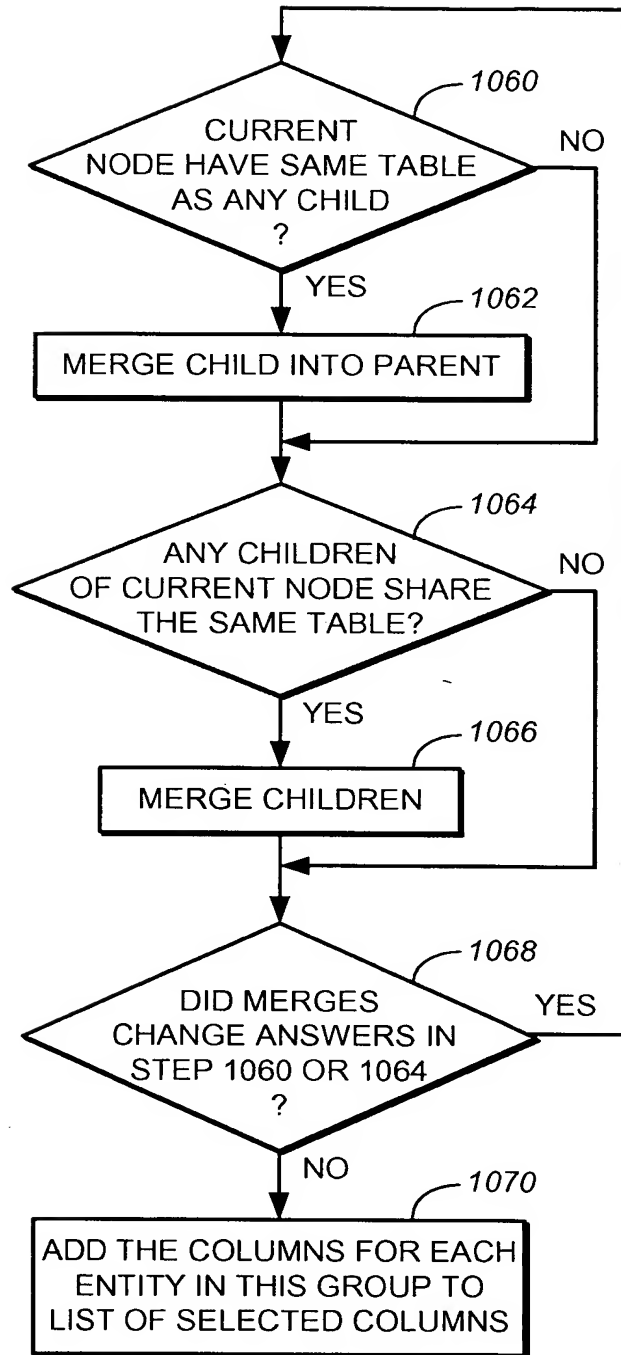 1060
CURRENT
NODE HAVE SAME TABLE
AS ANY CHILD
?
NO
YES
1062
MERGE CHILD INTO PARENT
1064
ANY CHILDREN
OF CURRENT NODE SHARE
THE SAME TABLE?
NO
YES
1066
MERGE CHILDREN
1068
DID MERGES
CHANGE ANSWERS IN
STEP 1060 OR 1064
?
YES
NO
1070
ADD THE COLUMNS FOR EACH
ENTITY IN THIS GROUP TO
LIST OF SELECTED COLUMNS